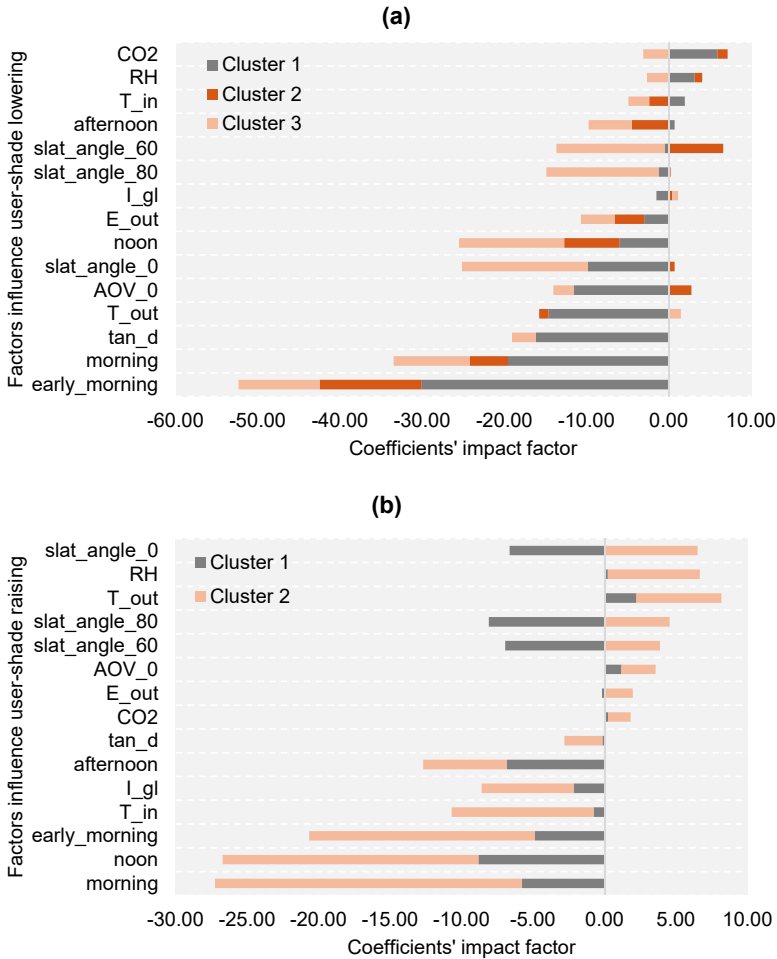 (a)
Factors influence user-shade lowering
CO2
RH
T_in
afternoon
slat_angle_60
slat_angle_80
I_gl
E_out
noon
slat_angle_0
AOV_0
T_out
tan_d
morning
early_morning
Cluster 1
Cluster 2
Cluster 3
-60.00 -50.00 -40.00 -30.00 -20.00 -10.00 0.00 10.00
Coefficients' impact factor
(b)
Factors influence user-shade raising
slat_angle_0
RH
T_out
slat_angle_80
slat_angle_60
AOV_0
E_out
CO2
tan_d
afternoon
I_gl
T_in
early_morning
noon
morning
Cluster 1
Cluster 2
-30.00 -25.00 -20.00 -15.00 -10.00 -5.00 0.00 5.00 10.00
Coefficients' impact factor